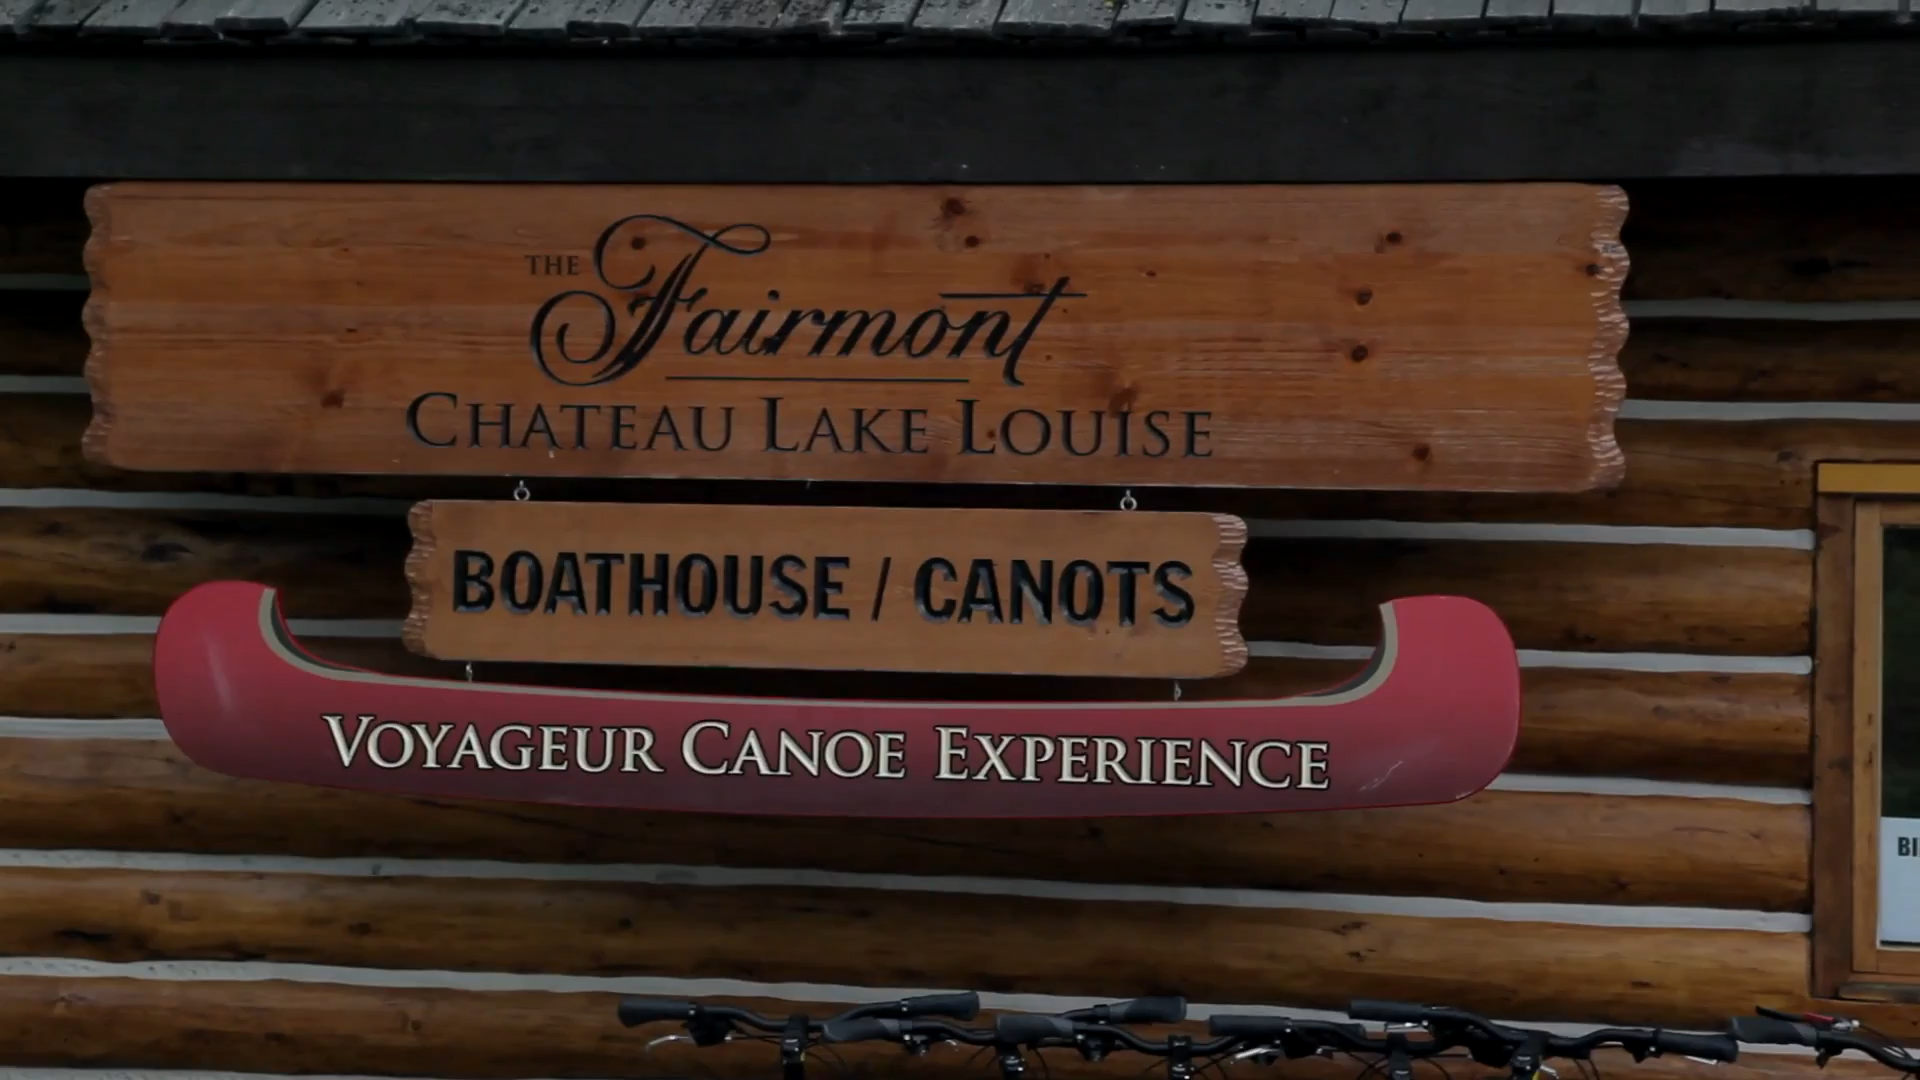 THE Fairmont
CHATEAU LAKE LOUISE
BOATHOUSE / CANOTS
VOYAGEUR CANOE EXPERIENCE